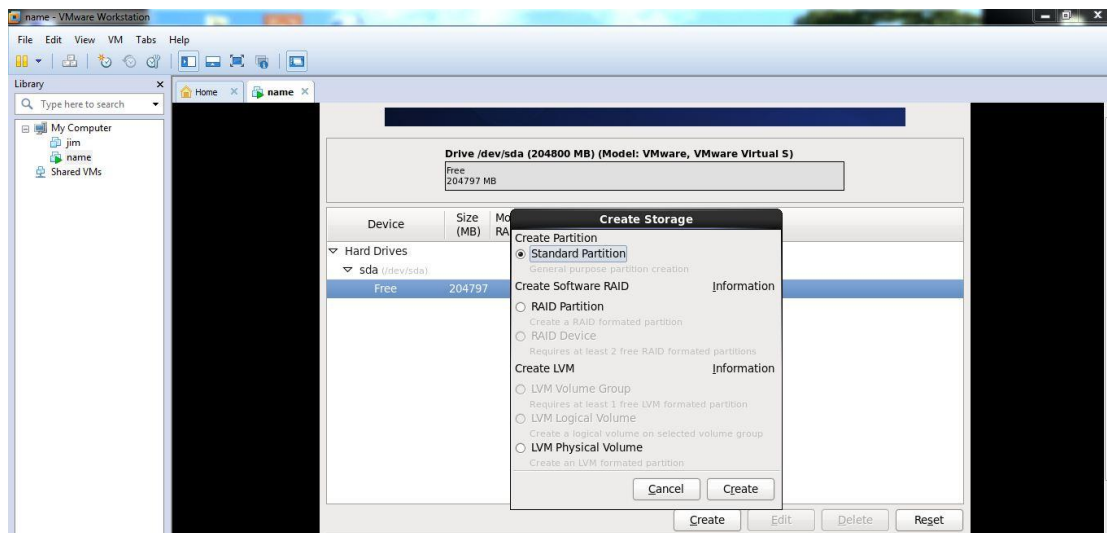 name - VMware Workstation
File Edit View VM Tabs Help
Library
Home
name
Type here to search
My Computer
jim
name
Shared VMs
Drive /dev/sda (204800 MB) (Model: VMware, VMware Virtual S)
Free
204797 MB
Device
Size
(MB)
Mo
RA
Hard Drives
sda (/dev/sda)
Free 204797
Create Storage
Create Partition
Standard Partition
General purpose partition creation
Create Software RAID Information
RAID Partition
Create a RAID formated partition
RAID Device
Requires at least 2 free RAID formated partitions
Create LVM Information
LVM Volume Group
Requires at least 1 free LVM formated partition
LVM Logical Volume
Create a logical volume on selected volume group
LVM Physical Volume
Create an LVM formated partition
Cancel Create
Create Edit Delete Reset